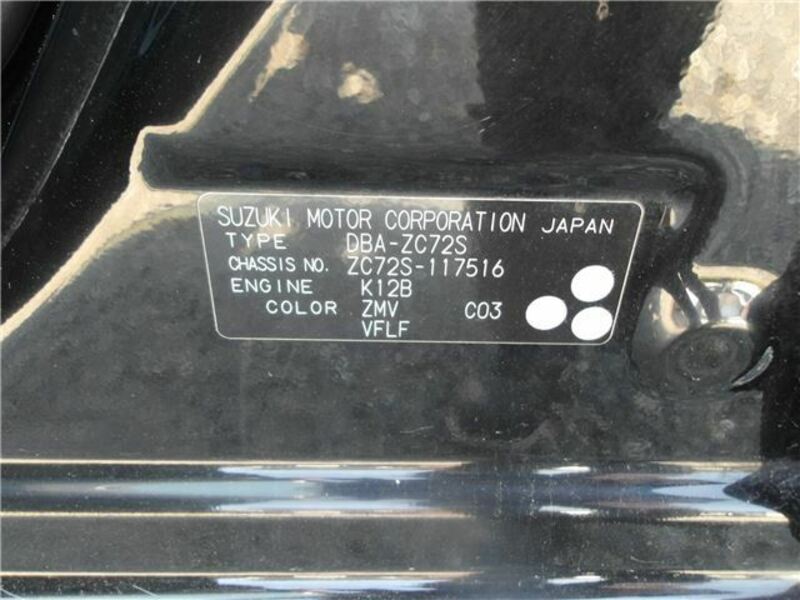 SUZUKI MOTOR CORPORATION JAPAN
TYPE DBA-ZC72S
CHASSIS NO. ZC72S-117516
ENGINE K12B
COLOR ZMV C03
VFLF